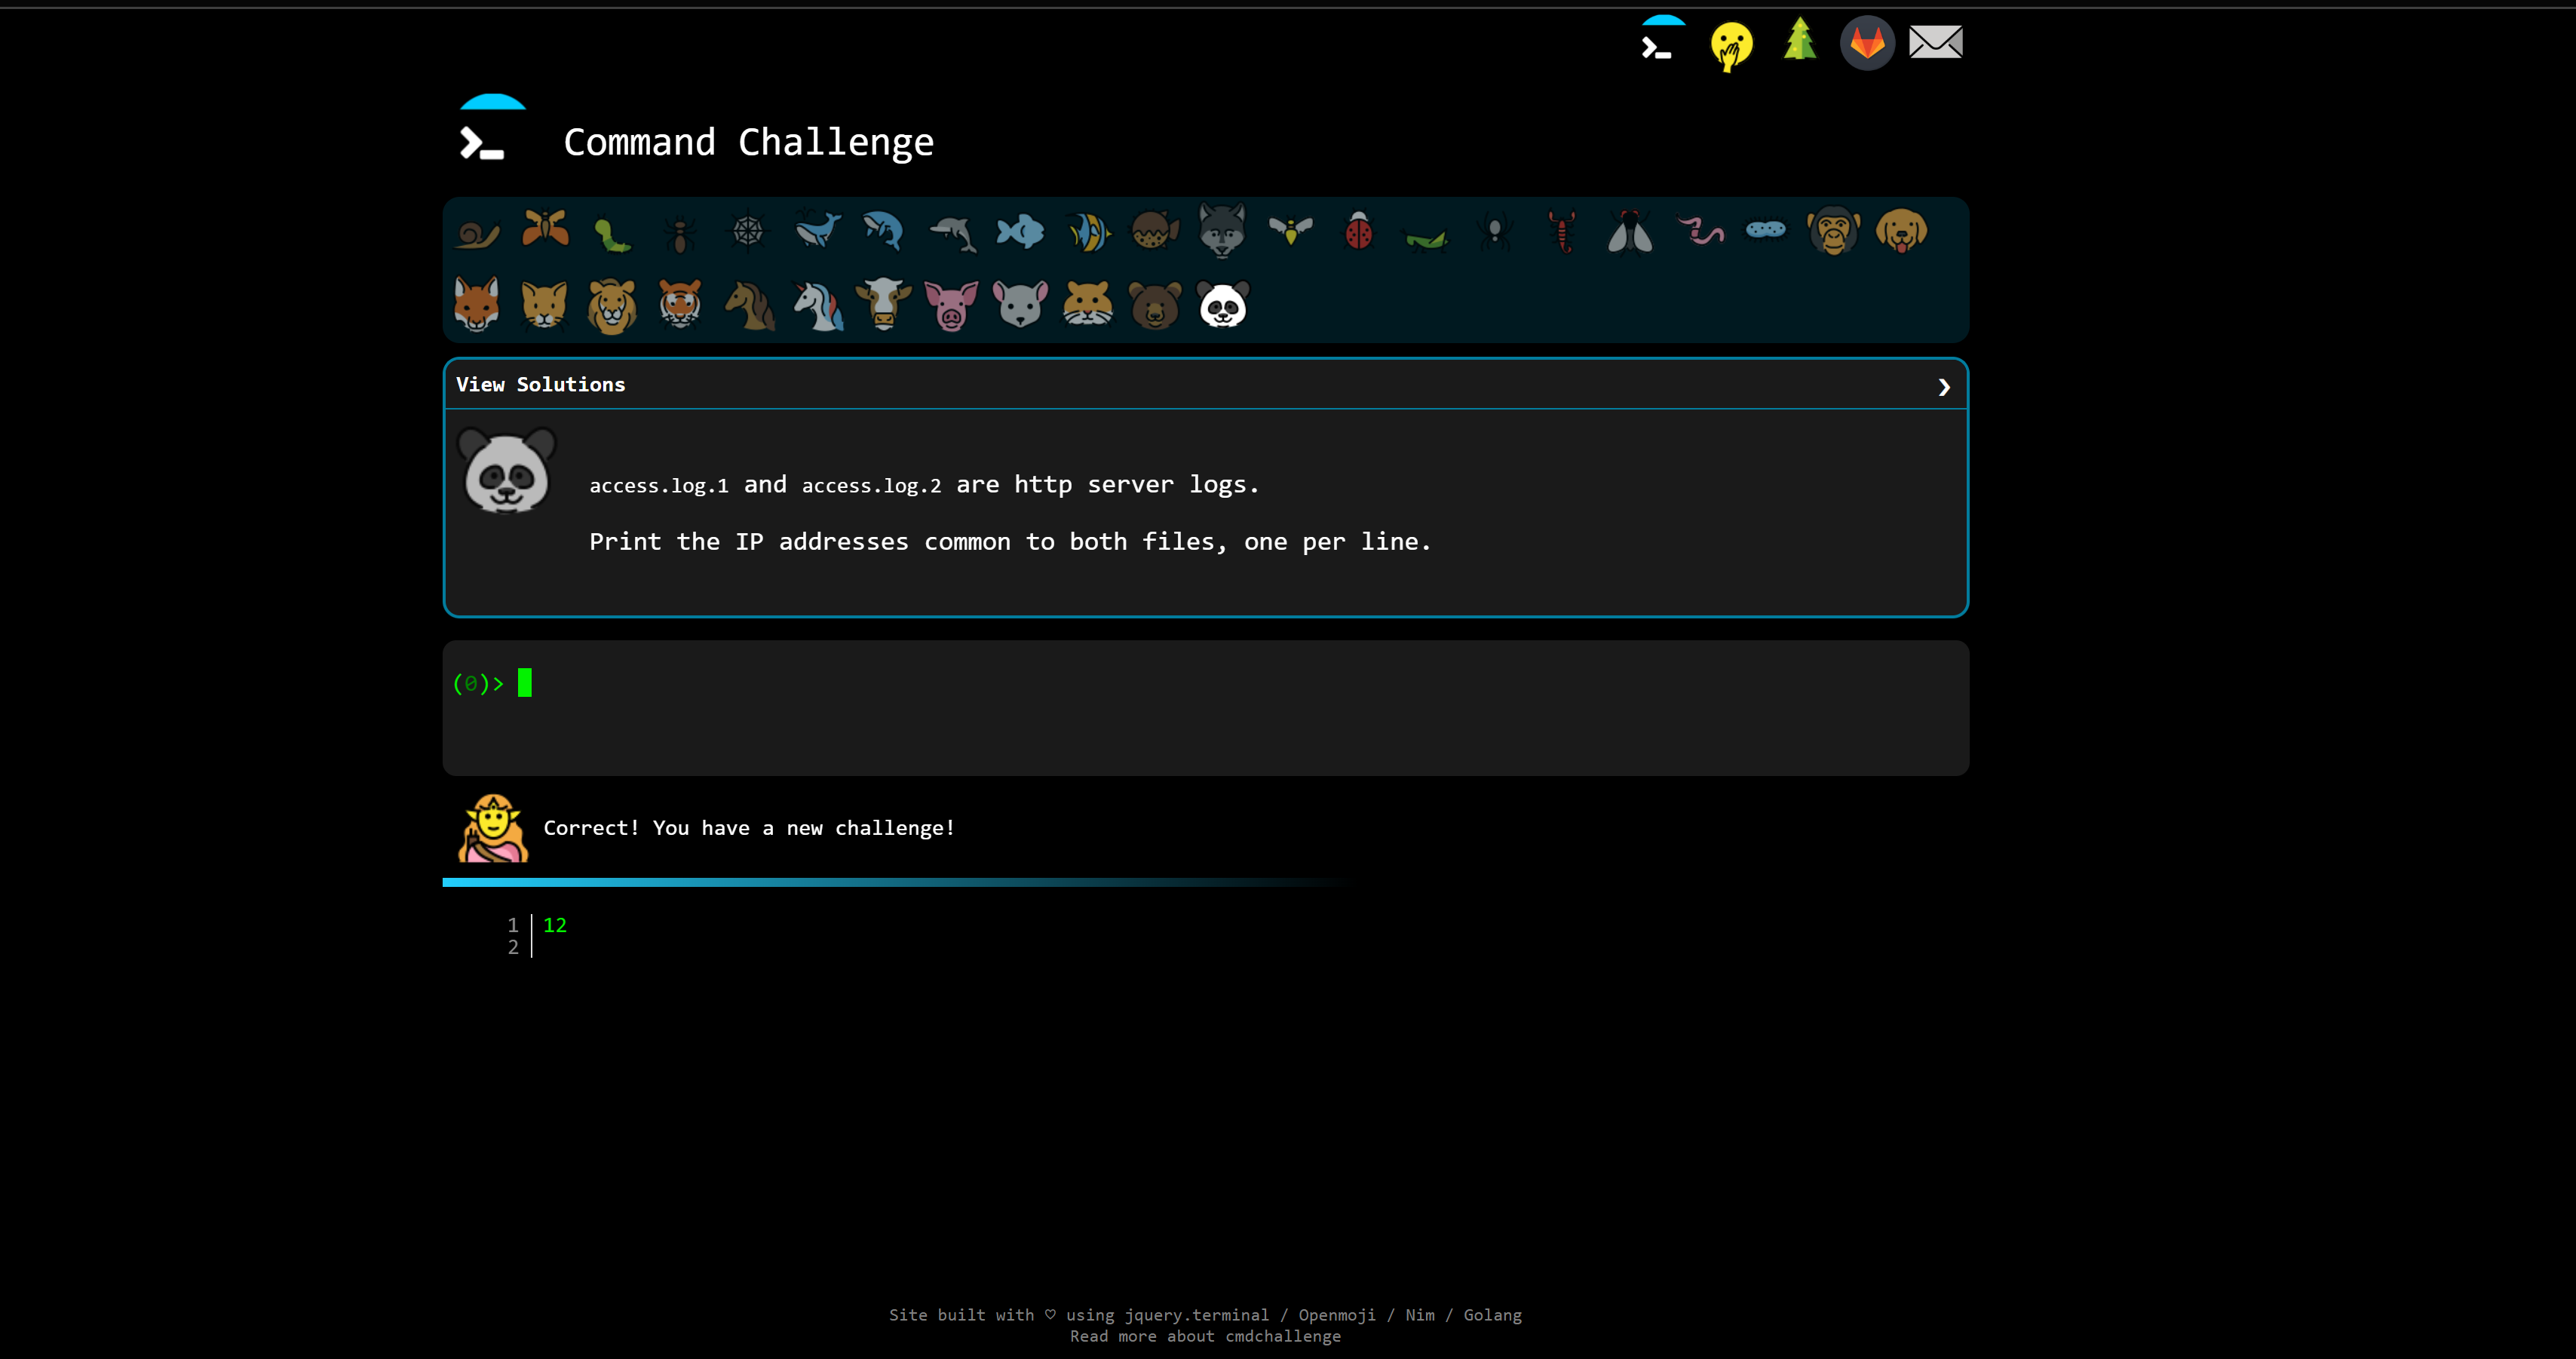 Command Challenge
View Solutions
access.log.1 and access.log.2 are http server logs.
Print the IP addresses common to both files, one per line.
(0)>
Correct! You have a new challenge!
1 12
2
Site built with ♡ using jquery.terminal / Openmoji / Nim / Golang
Read more about cmdchallenge